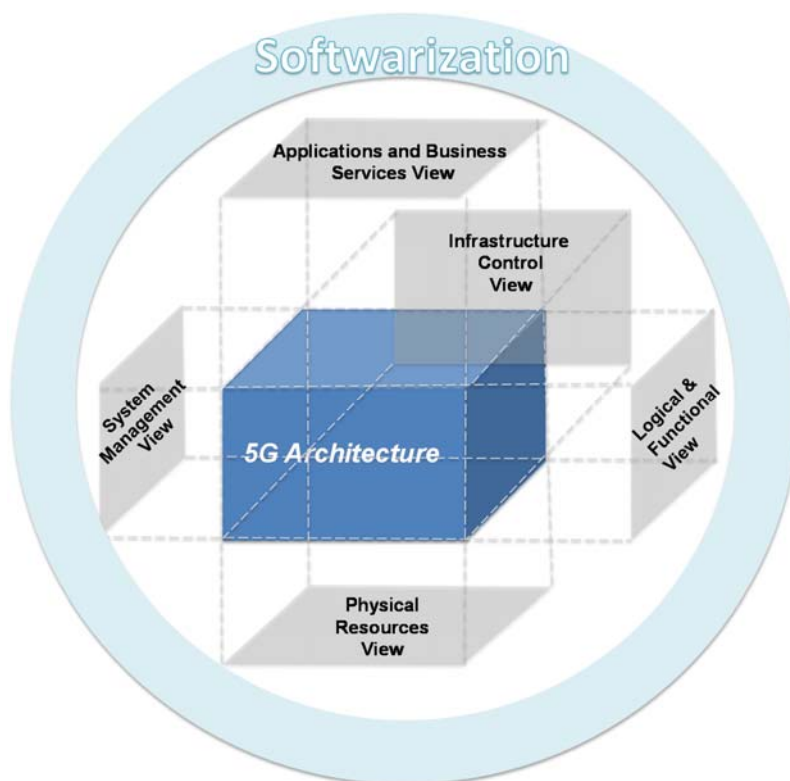 Softwarization
Applications and Business
Services View
Infrastructure
Control
View
System
Management
View
5G Architecture
Logical &
Functional
View
Physical
Resources
View